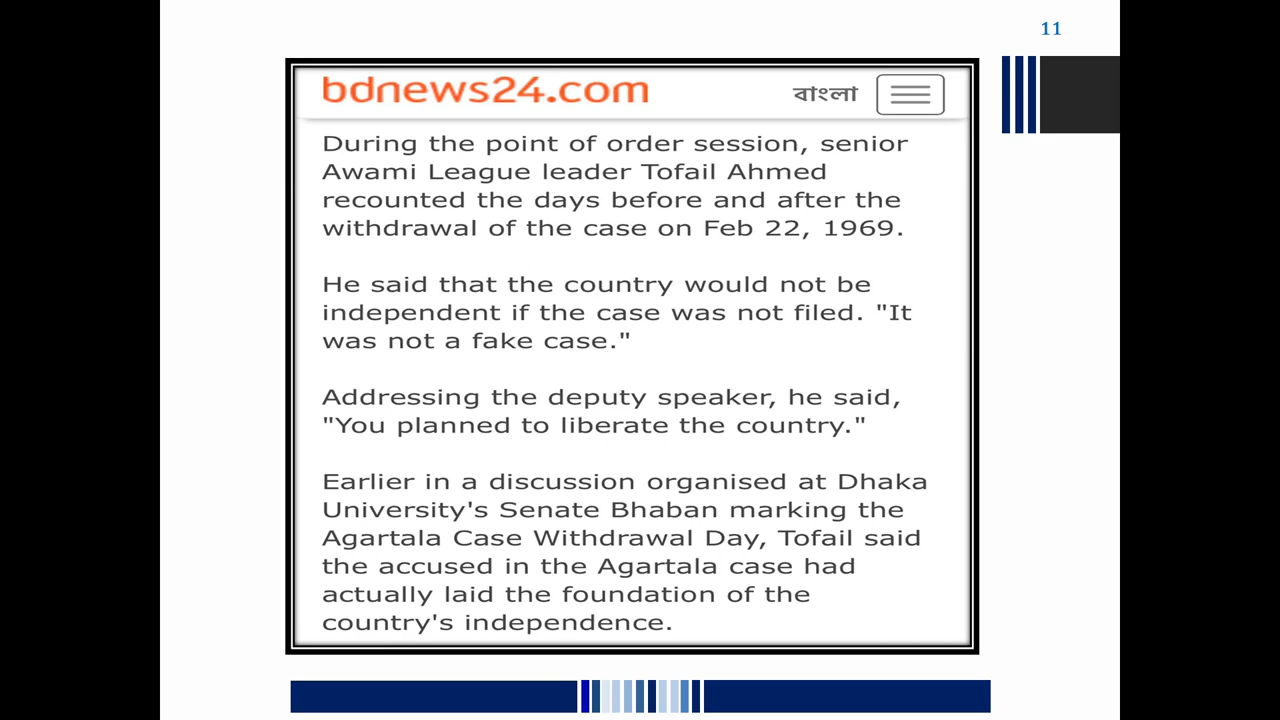 11
bdnews24.com বাংলা
During the point of order session, senior
Awami League leader Tofail Ahmed
recounted the days before and after the
withdrawal of the case on Feb 22, 1969.
He said that the country would not be
independent if the case was not filed. "It
was not a fake case."
Addressing the deputy speaker, he said,
"You planned to liberate the country."
Earlier in a discussion organised at Dhaka
University's Senate Bhaban marking the
Agartala Case Withdrawal Day, Tofail said
the accused in the Agartala case had
actually laid the foundation of the
country's independence.